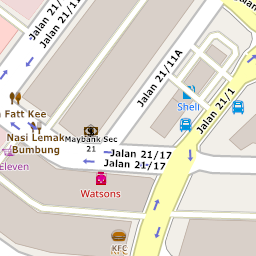 Jalan 21/11
Jalan 21/11A
Shell
Jalan 21/1
Fatt Kee
Nasi Lemak
Bumbung
Maybank Sec
21
Eleven
Jalan 21/17
Jalan 21/17
Watsons
KFC